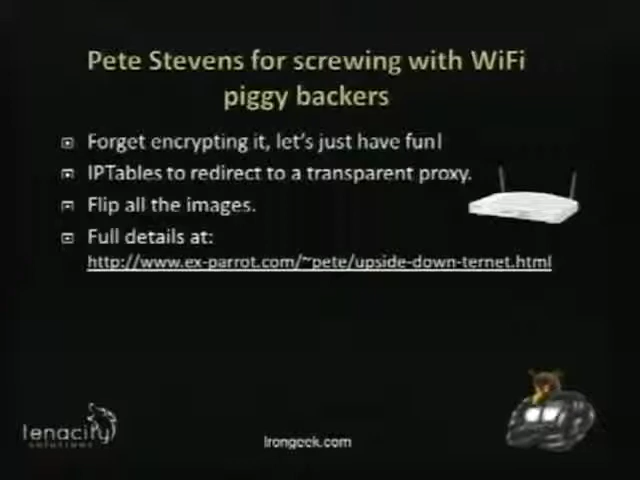 Pete Stevens for screwing with WiFi
piggy backers
Forget encrypting it, let's just have fun!
IPTables to redirect to a transparent proxy.
Flip all the images.
Full details at:
http://www.ex-parrot.com/~pete/upside-down-ternet.html
tenacity
solutions
Irongeek.com